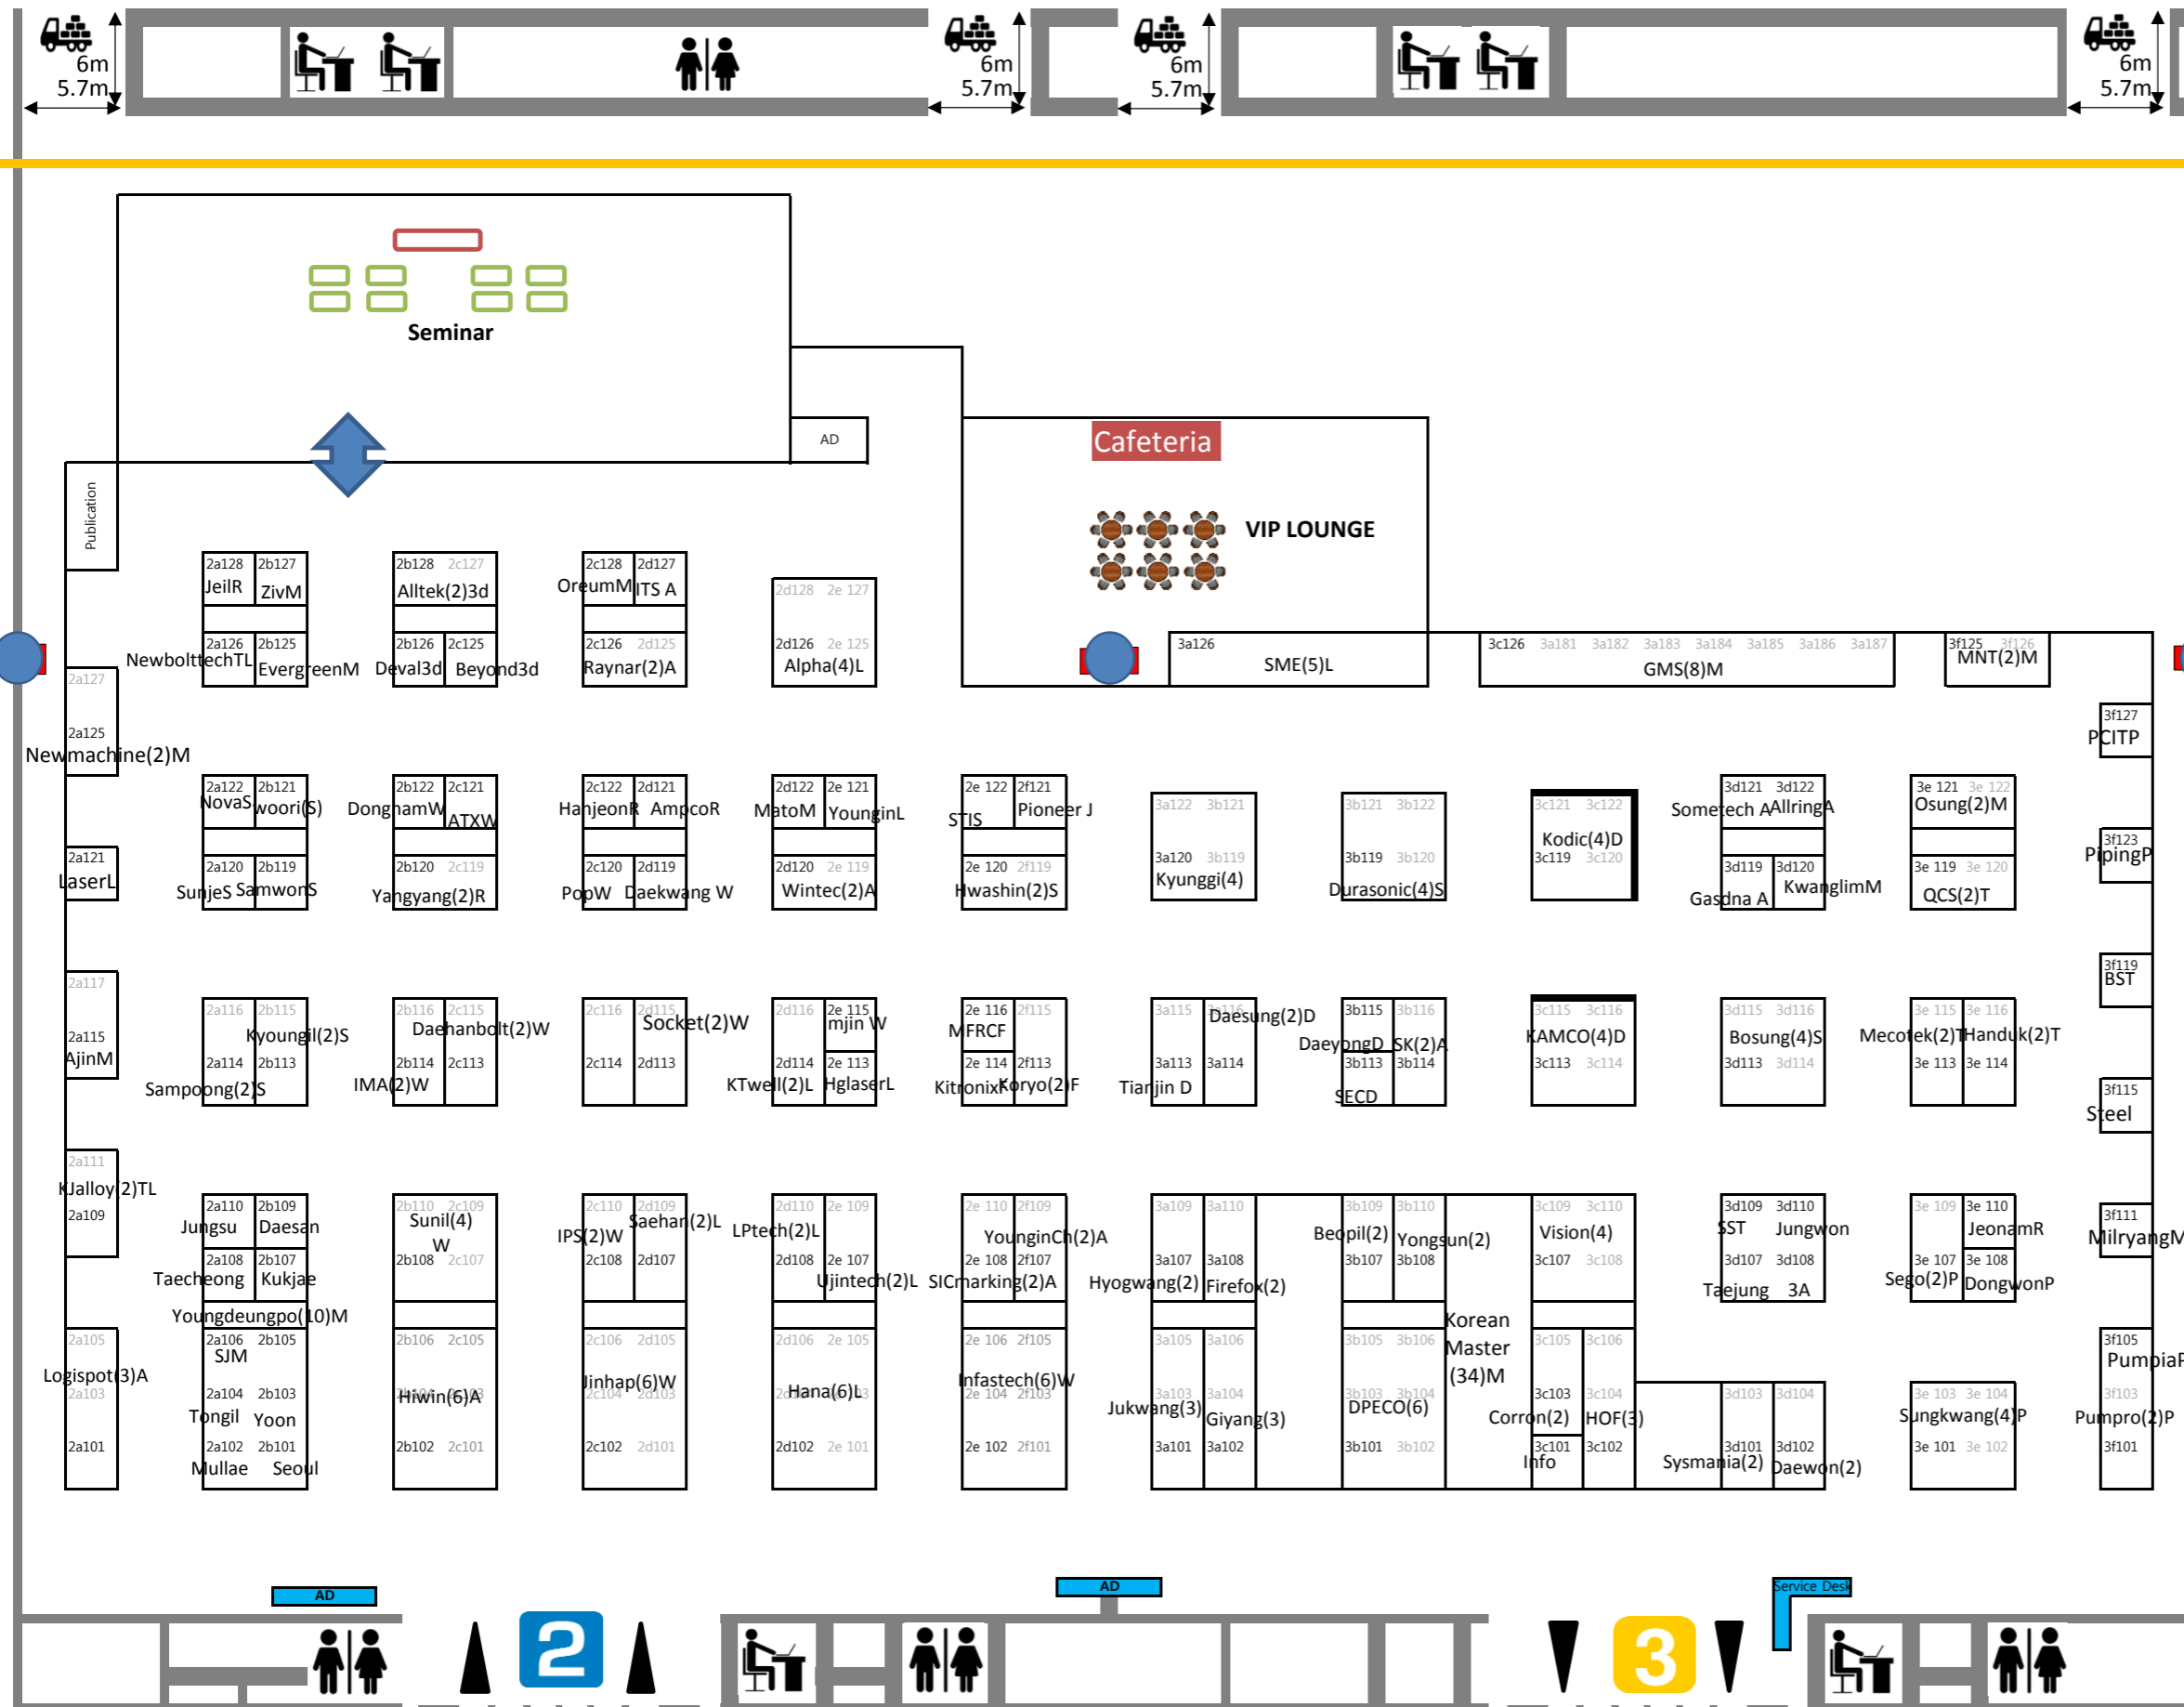 6m 6m 6m 6m
5.7m 5.7m 5.7m 5.7m
Seminar
AD
Cafeteria
Publication
VIP LOUNGE
2a128 2b127 2b128 2c127 2c128 2d127
JeilR ZivM Alltek(2)3d OreumM ITS A
2d128 2e 127
2a126 2b125 2b126 2c125 2c126 2d125 2d126 2e 125
NewbolttechTL EvergreenM Deval3d Beyond3d Raynar(2)A Alpha(4)L
3a126 3c126 3a181 3a182 3a183 3a184 3a185 3a186 3a187 3f125 3f126
SME(5)L GMS(8)M MNT(2)M
2a127
2a125
Newmachine(2)M
3f127
PCITP
2a122 2b121 2b122 2c121 2c122 2d121 2d122 2e 121 2e 122 2f121
NovaS woori(S) DonghamW ATXW HanjeonR AmpcoR MatoM YounginL STIS Pioneer J
3a122 3b121 3b121 3b122 3c121 3c122 3d121 3d122 3e 121 3e 122
Kodic(4)D Sometech A AllringA Osung(2)M
2a121
LaserL
2a120 2b119 2b120 2c119 2c120 2d119 2d120 2e 119 2e 120 2f119
SunjeS SamwonS Yangyang(2)R PopW Daekwang W Wintec(2)A Hwashin(2)S
3a120 3b119 3b119 3b120 3c119 3c120 3d119 3d120 3e 119 3e 120
Kyunggi(4) Durasonic(4)S Gasdna A KwanglimM QCS(2)T
3f123
PipingP
3f119
BST
2a117
2a115
AjinM
2a116 2b115 2b116 2c115 2c116 2d115 2d116 2e 115 2e 116 2f115
Kyoungil(2)S Daehanbolt(2)W Socket(2)W mjin W MFRCF
2a114 2b113 2b114 2c113 2c114 2d113 2d114 2e 113 2e 114 2f113
Sampoong(2)S IMA(2)W KTwell(2)L HglaserL KitronixF Koryo(2)F
3a115 3a116 3b115 3b116 3c115 3c116 3d115 3d116 3e 115 3e 116
Daesung(2)D DaeyongD SK(2)A KAMCO(4)D Bosung(4)S Mecotek(2)T Handuk(2)T
3a113 3a114 3b113 3b114 3c113 3c114 3d113 3d114 3e 113 3e 114
Tianjin D SECD
3f115
Steel
2a111
KJalloy(2)TL
2a109
2a110 2b109 2b110 2c109 2c110 2d109 2d110 2e 109 2e 110 2f109
Jungsu Daesan Sunil(4) IPS(2)W Saehan(2)L LPtech(2)L YounginCh(2)A
W
2a108 2b107 2b108 2c107 2c108 2d107 2d108 2e 107 2e 108 2f107
Taecheong Kukjae Ujintech(2)L SICmarking(2)A
Youngdeungpo(10)M
3a109 3a110 3b109 3b110 3c109 3c110 3d109 3d110 3e 109 3e 110
Beopil(2) Yongsun(2) Vision(4) SST Jungwon JeonamR
3a107 3a108 3b107 3b108 3c107 3c108 3d107 3d108 3e 107 3e 108
Hyogwang(2) Firefox(2) Taejung 3A Sego(2)P DongwonP
3f111
MilryangM
Korean
Master
(34)M
2a105
Logispot(3)A
2a103
2a101
2a106 2b105 2b106 2c105 2c106 2d105 2d106 2e 105 2e 106 2f105
SJM Jinhap(6)W Hana(6)L Infastech(6)W
2a104 2b103 2b104 2c103 2c104 2d103 2d104 2e 103 2e 104 2f103
Tongil Yoon Hiwin(6)A
2a102 2b101 2b102 2c101 2c102 2d101 2d102 2e 101 2e 102 2f101
Mullae Seoul
3a105 3a106 3b105 3b106 3c105 3c106
3a103 3a104 3b103 3b104 3c103 3c104 3d103 3d104 3e 103 3e 104
Jukwang(3) Giyang(3) DPECO(6) Corron(2) HOF(3) Sungkwang(4)P
3a101 3a102 3b101 3b102 3c101 3c102 3d101 3d102 3e 101 3e 102
Info Sysmania(2) Daewon(2)
3f105
PumpiaP
3f103
Pumpro(2)P
3f101
AD AD Service Desk
2 3